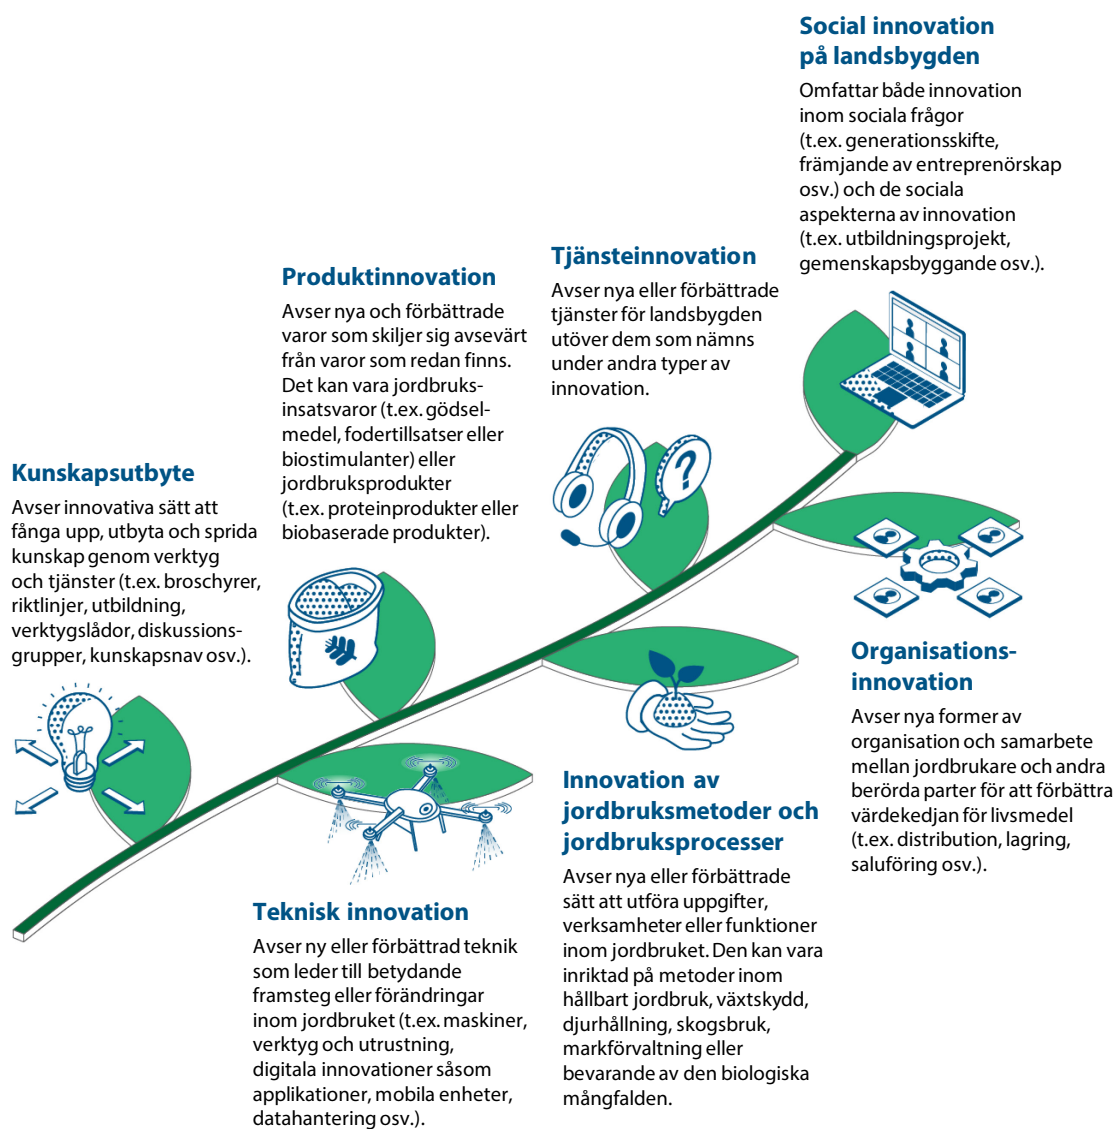 Social innovation
på landsbygden
Omfattar både innovation
inom sociala frågor
(t.ex. generationsskifte,
främjande av entreprenörskap
osv.) och de sociala
aspekterna av innovation
(t.ex. utbildningsprojekt,
gemenskapsbyggande osv.).
Tjänsteinnovation
Avser nya eller förbättrade
tjänster för landsbygden
utöver dem som nämns
under andra typer av
innovation.
Produktinnovation
Avser nya och förbättrade
varor som skiljer sig avsevärt
från varor som redan finns.
Det kan vara jordbruks-
insatsvaror (t.ex. gödsel-
medel, fodertillsatser eller
biostimulanter) eller
jordbruksprodukter
(t.ex. proteinprodukter eller
biobaserade produkter).
Kunskapsutbyte
Avser innovativa sätt att
fånga upp, utbyta och sprida
kunskap genom verktyg
och tjänster (t.ex. broschyrer,
riktlinjer, utbildning,
verktygslådor, diskussions-
grupper, kunskapsnav osv.).
?
Organisations-
innovation
Avser nya former av
organisation och samarbete
mellan jordbrukare och andra
berörda parter för att förbättra
värdekedjan för livsmedel
(t.ex. distribution, lagring,
saluföring osv.).
Innovation av
jordbruksmetoder och
jordbruksprocesser
Avser nya eller förbättrade
sätt att utföra uppgifter,
verksamheter eller funktioner
inom jordbruket. Den kan vara
inriktad på metoder inom
hållbart jordbruk, växtskydd,
djurhållning, skogsbruk,
markförvaltning eller
bevarande av den biologiska
mångfalden.
Teknisk innovation
Avser ny eller förbättrad teknik
som leder till betydande
framsteg eller förändringar
inom jordbruket (t.ex. maskiner,
verktyg och utrustning,
digitala innovationer såsom
applikationer, mobila enheter,
datahantering osv.).